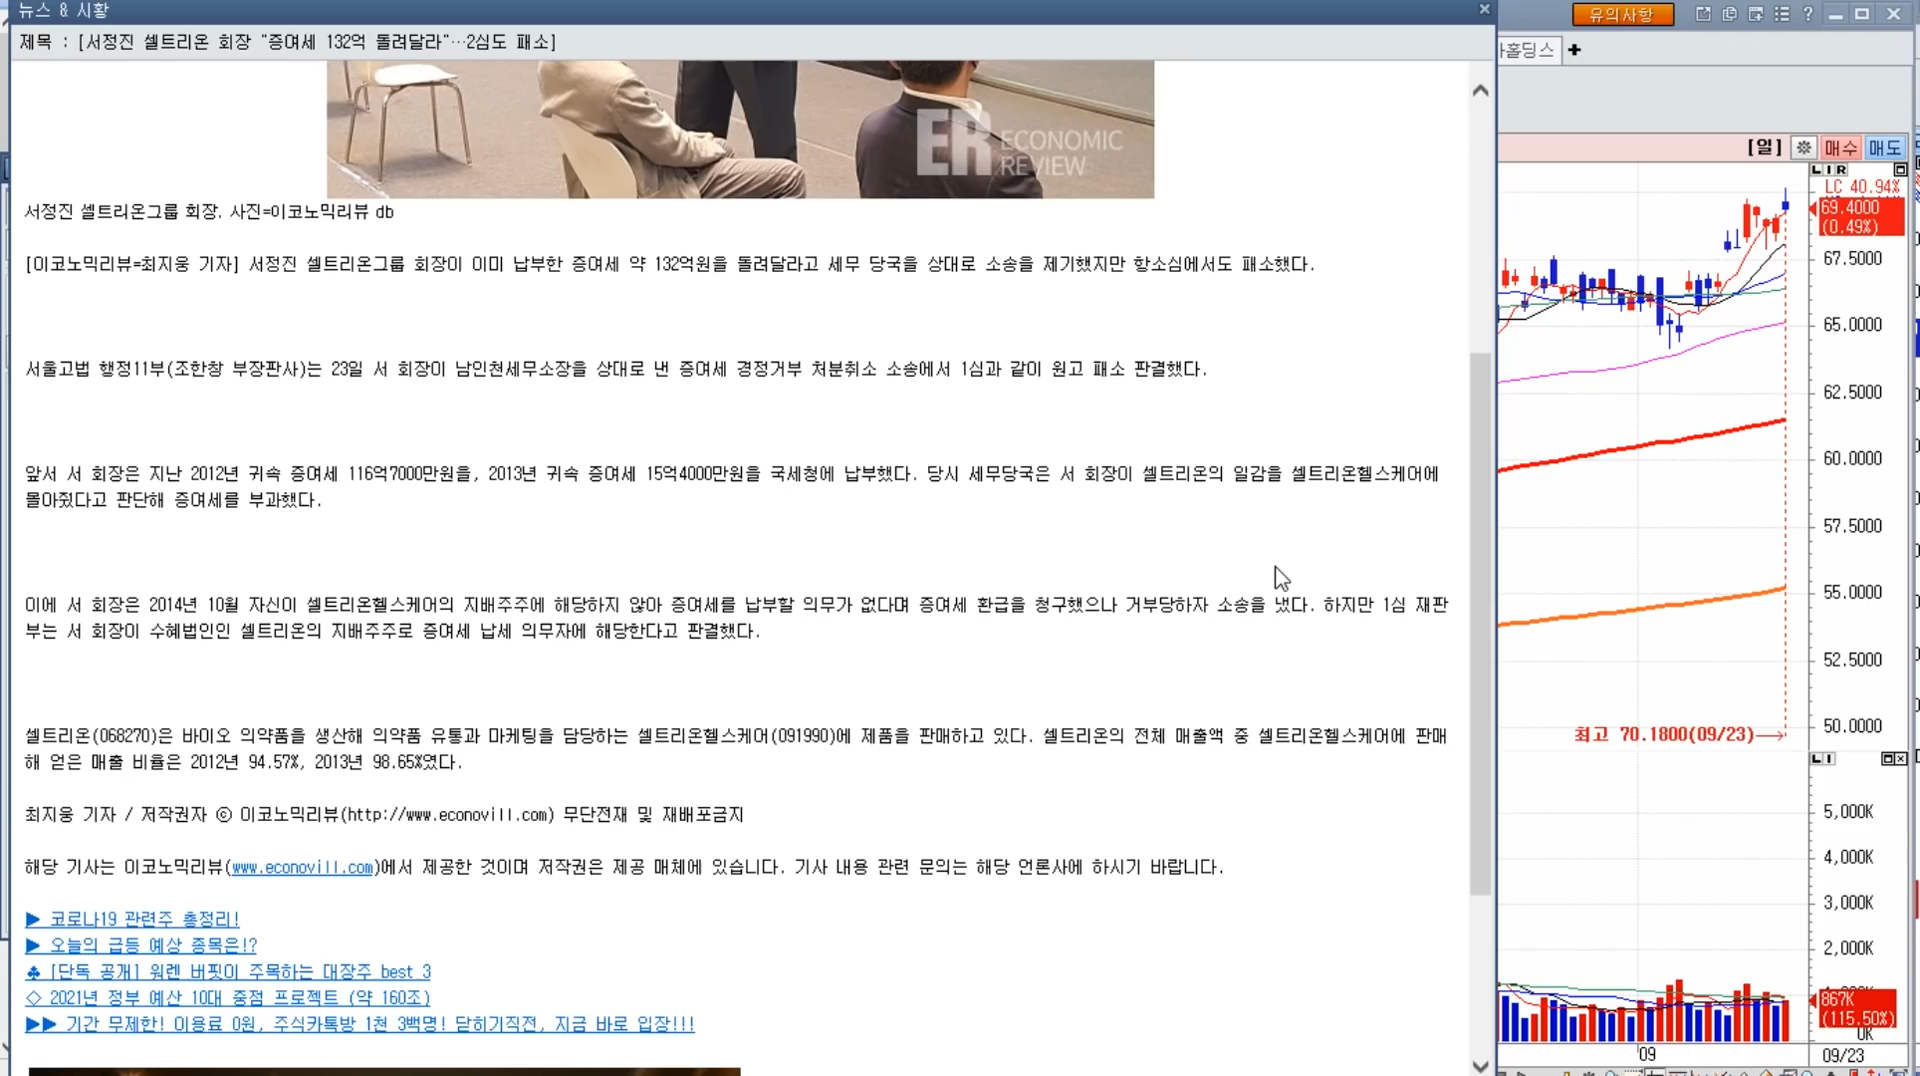 뉴스 & 시황
제목 : [서정진 셀트리온 회장 "증여세 132억 돌려달라"…2심도 패소]
ER ECONOMIC
REVIEW
서정진 셀트리온그룹 회장. 사진=이코노믹리뷰 db
[이코노믹리뷰=최지웅 기자] 서정진 셀트리온그룹 회장이 이미 납부한 증여세 약 132억원을 돌려달라고 세무 당국을 상대로 소송을 제기했지만 항소심에서도 패소했다.
서울고법 행정11부(조한창 부장판사)는 23일 서 회장이 남인천세무소장을 상대로 낸 증여세 경정거부 처분취소 소송에서 1심과 같이 원고 패소 판결했다.
앞서 서 회장은 지난 2012년 귀속 증여세 116억7000만원을, 2013년 귀속 증여세 15억4000만원을 국세청에 납부했다. 당시 세무당국은 서 회장이 셀트리온의 일감을 셀트리온헬스케어에
몰아줬다고 판단해 증여세를 부과했다.
이에 서 회장은 2014년 10월 자신이 셀트리온헬스케어의 지배주주에 해당하지 않아 증여세를 납부할 의무가 없다며 증여세 환급을 청구했으나 거부당하자 소송을 냈다. 하지만 1심 재판
부는 서 회장이 수혜법인인 셀트리온의 지배주주로 증여세 납세 의무자에 해당한다고 판결했다.
셀트리온(068270)은 바이오 의약품을 생산해 의약품 유통과 마케팅을 담당하는 셀트리온헬스케어(091990)에 제품을 판매하고 있다. 셀트리온의 전체 매출액 중 셀트리온헬스케어에 판매
해 얻은 매출 비율은 2012년 94.57%, 2013년 98.65%였다.
최지웅 기자 / 저작권자 ⓒ 이코노믹리뷰(http://www.econovill.com) 무단전재 및 재배포금지
해당 기사는 이코노믹리뷰(www.econovill.com)에서 제공한 것이며 저작권은 제공 매체에 있습니다. 기사 내용 관련 문의는 해당 언론사에 하시기 바랍니다.
▶ 코로나19 관련주 총정리!
▶ 오늘의 급등 예상 종목은!?
♣ [단독 공개] 워렌 버핏이 주목하는 대장주 best 3
◇ 2021년 정부 예산 10대 중점 프로젝트 (약 160조)
▶▶ 기간 무제한! 이용료 0원, 주식카톡방 1천 3백명! 닫히기직전, 지금 바로 입장!!!
유의사항
홀딩스
[일] 매수 매도
L I R
LC 40.94%
69.4000
(0.49%)
67.5000
65.0000
62.5000
60.0000
57.5000
55.0000
52.5000
50.0000
최고 70.1800(09/23)
L I
5,000K
4,000K
3,000K
2,000K
867K
(115.50%)
0K
09
09/23